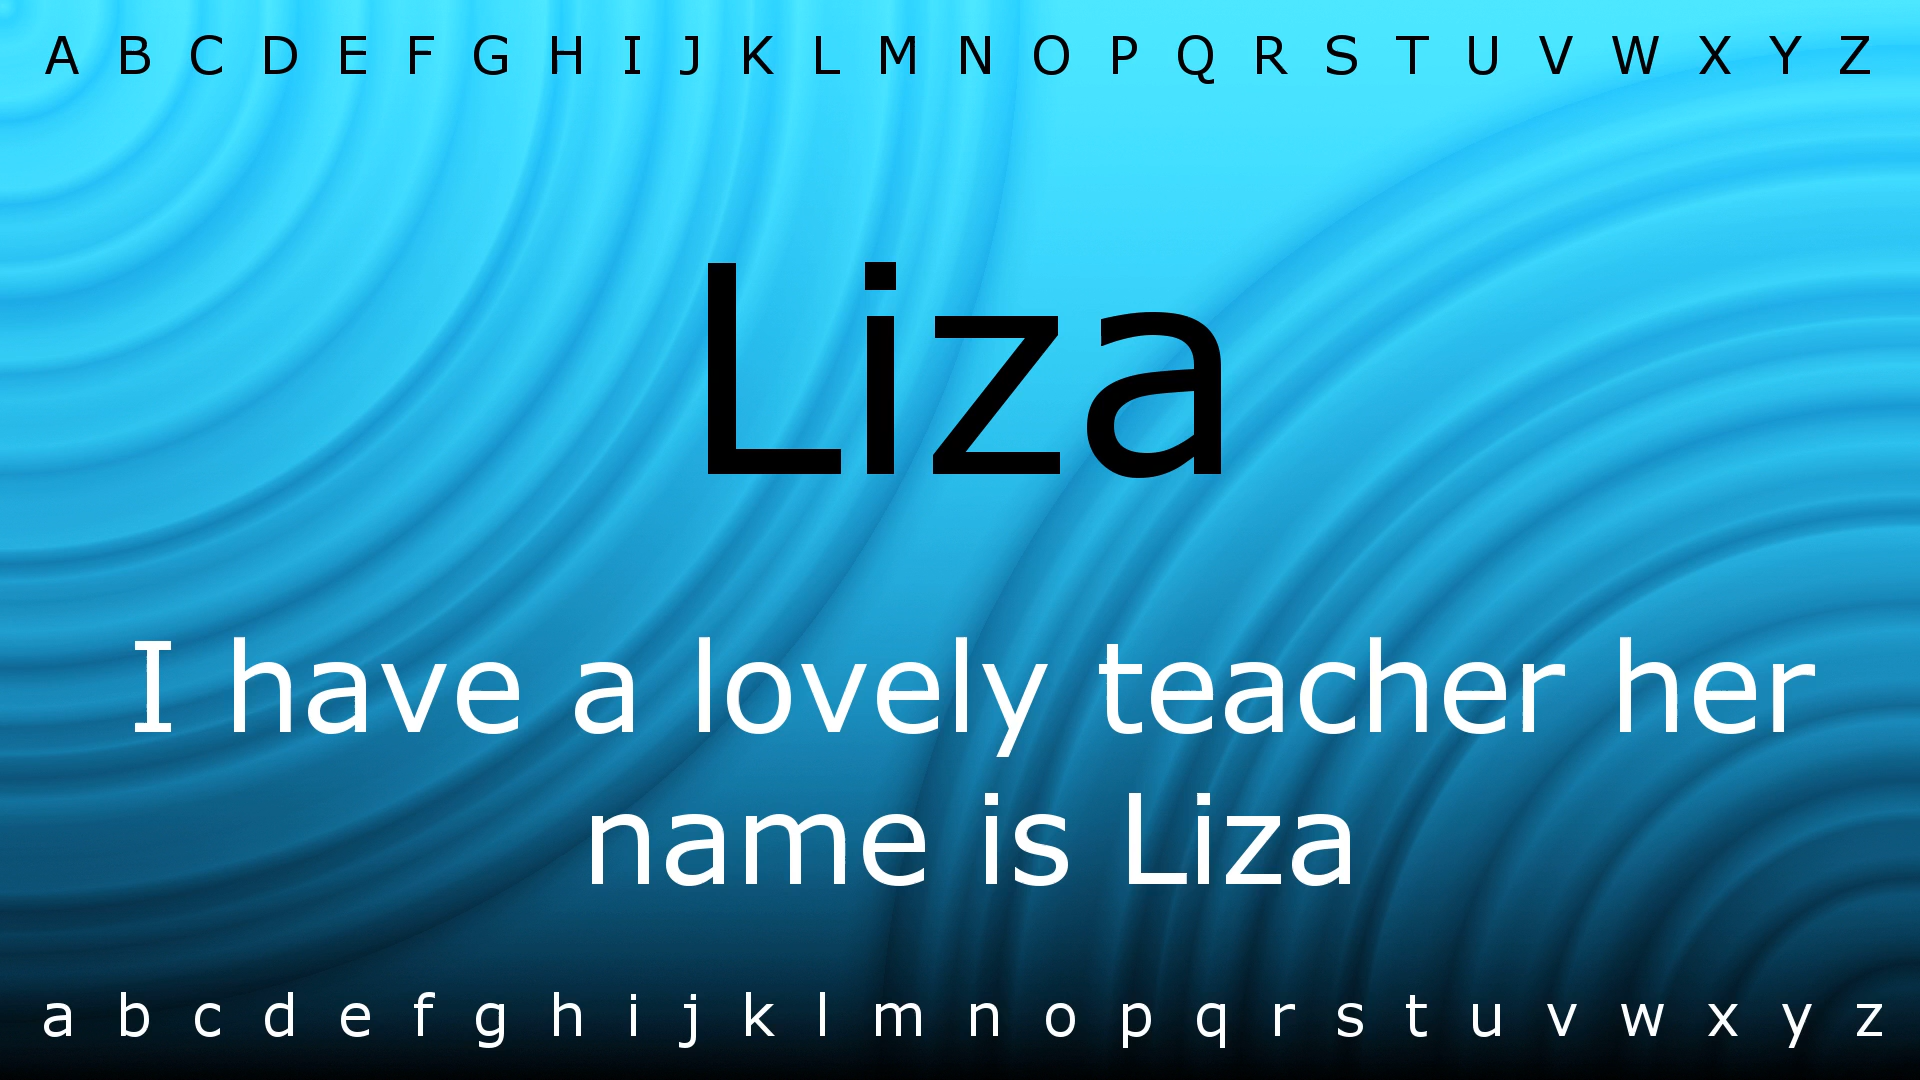 A B C D E F G H I J K L M N O P Q R S T U V W X Y Z
Liza
I have a lovely teacher her
name is Liza
a b c d e f g h i j k l m n o p q r s t u v w x y z